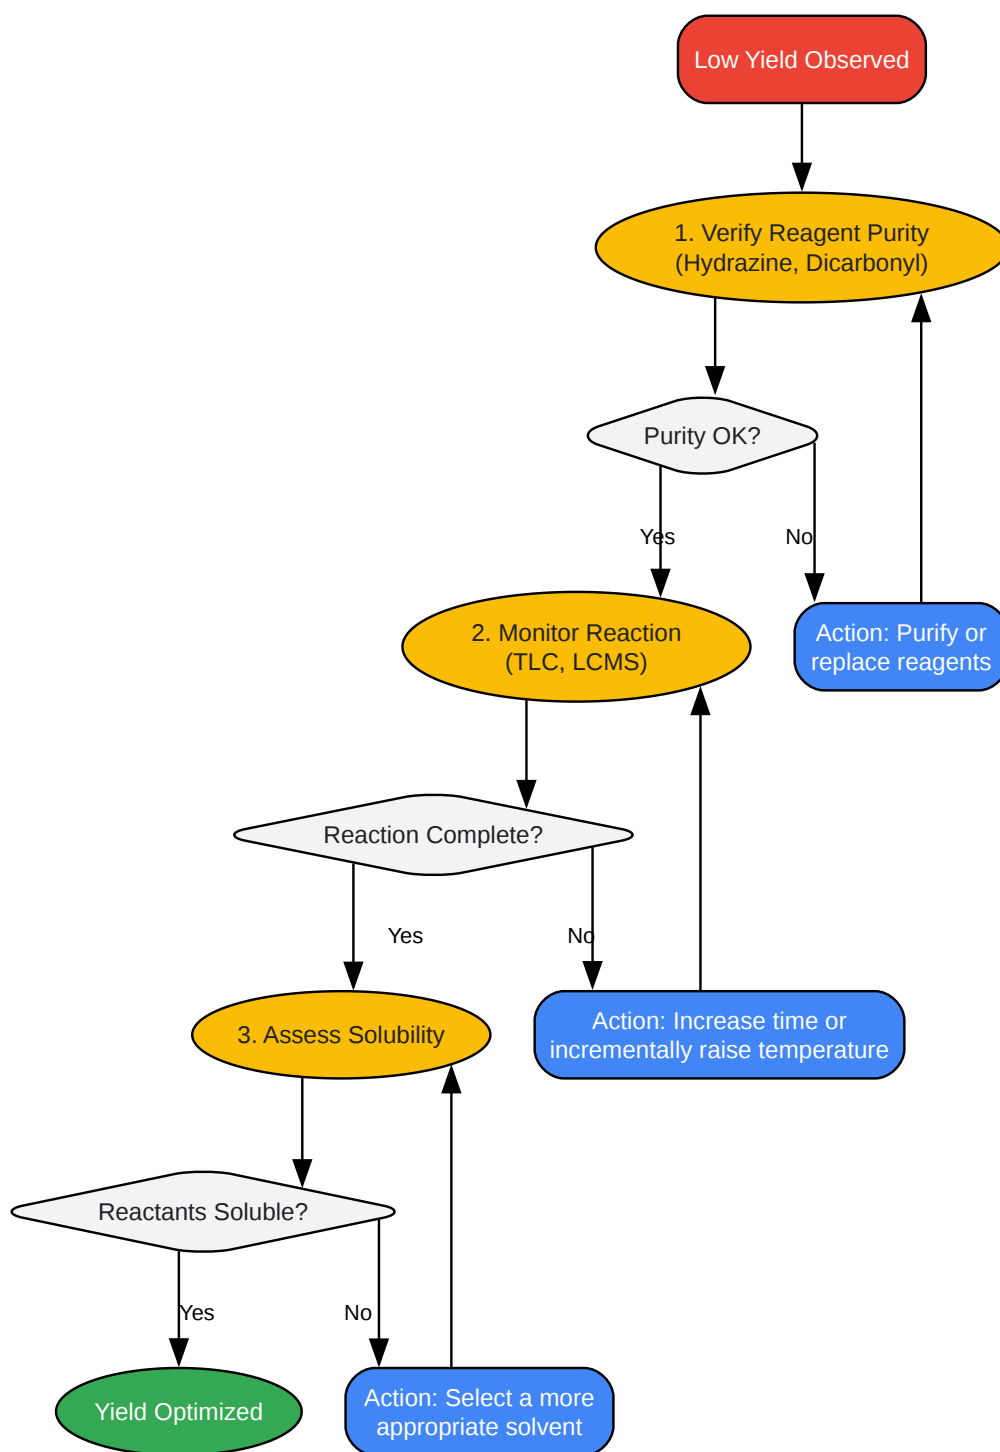 Low Yield Observed
1. Verify Reagent Purity
(Hydrazine, Dicarbonyl)
Purity OK?
Yes
No
2. Monitor Reaction
(TLC, LCMS)
Action: Purify or
replace reagents
Reaction Complete?
Yes
No
3. Assess Solubility
Action: Increase time or
incrementally raise temperature
Reactants Soluble?
Yes
No
Yield Optimized
Action: Select a more
appropriate solvent